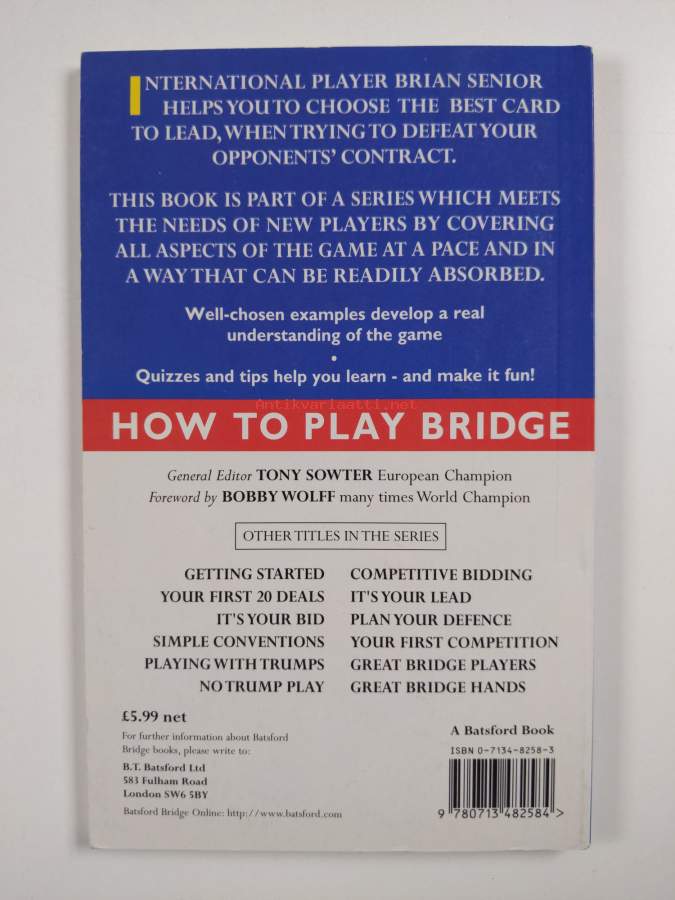 INTERNATIONAL PLAYER BRIAN SENIOR
HELPS YOU TO CHOOSE THE BEST CARD
TO LEAD, WHEN TRYING TO DEFEAT YOUR
OPPONENTS' CONTRACT.
THIS BOOK IS PART OF A SERIES WHICH MEETS
THE NEEDS OF NEW PLAYERS BY COVERING
ALL ASPECTS OF THE GAME AT A PACE AND IN
A WAY THAT CAN BE READILY ABSORBED.
Well-chosen examples develop a real
understanding of the game
•
Quizzes and tips help you learn - and make it fun!
Antikvariaatti.net
HOW TO PLAY BRIDGE
General Editor TONY SOWTER European Champion
Foreword by BOBBY WOLFF many times World Champion
OTHER TITLES IN THE SERIES
GETTING STARTED
YOUR FIRST 20 DEALS
IT'S YOUR BID
SIMPLE CONVENTIONS
PLAYING WITH TRUMPS
NO TRUMP PLAY
COMPETITIVE BIDDING
IT'S YOUR LEAD
PLAN YOUR DEFENCE
YOUR FIRST COMPETITION
GREAT BRIDGE PLAYERS
GREAT BRIDGE HANDS
£5.99 net
For further information about Batsford
Bridge books, please write to:
B.T. Batsford Ltd
583 Fulham Road
London SW6 5BY
Batsford Bridge Online: http://www.batsford.com
A Batsford Book
ISBN 0-7134-8258-3
9 780713 482584 >